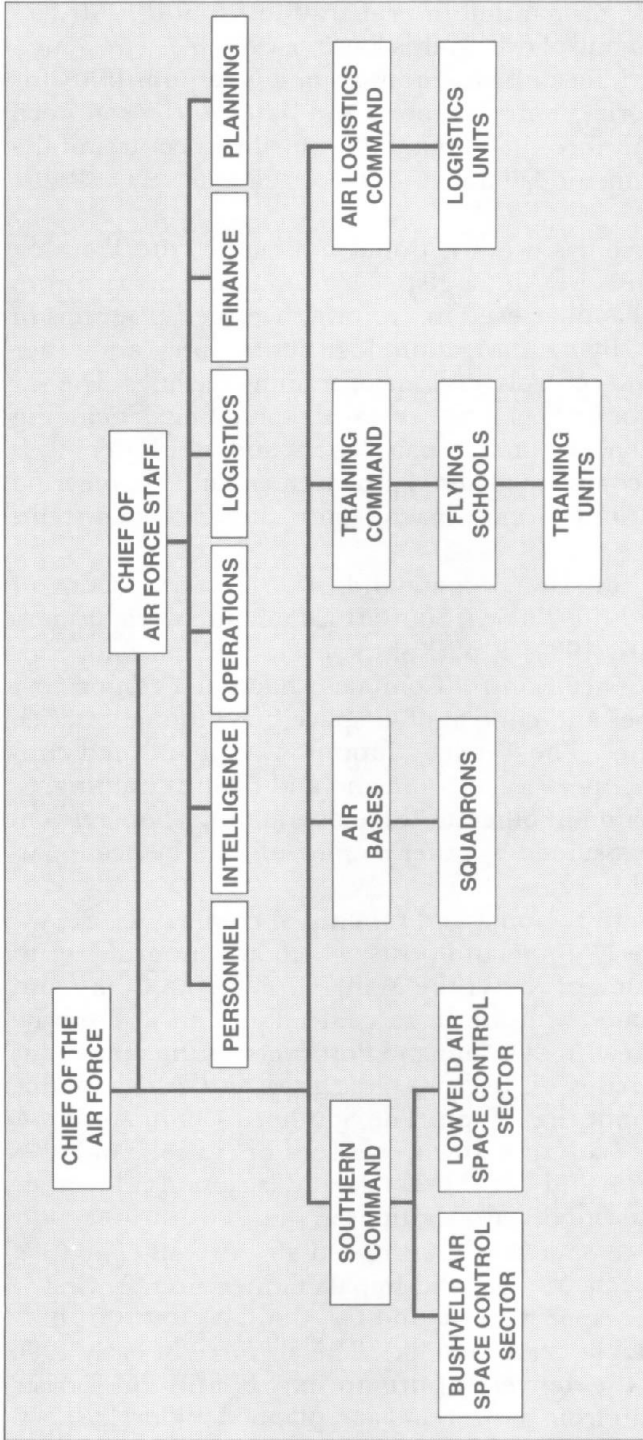 CHIEF OF THE
AIR FORCE
CHIEF OF
AIR FORCE STAFF
PERSONNEL
INTELLIGENCE
OPERATIONS
LOGISTICS
FINANCE
PLANNING
SOUTHERN
COMMAND
AIR
BASES
TRAINING
COMMAND
AIR LOGISTICS
COMMAND
BUSHVELD AIR
SPACE CONTROL
SECTOR
LOWVELD AIR
SPACE CONTROL
SECTOR
SQUADRONS
FLYING
SCHOOLS
LOGISTICS
UNITS
TRAINING
UNITS